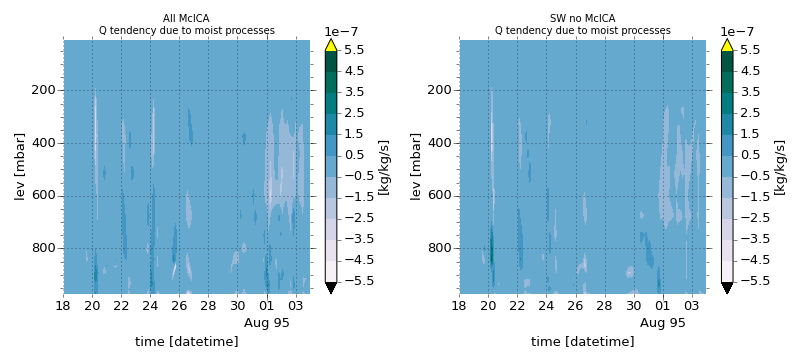 All McICA
Q tendency due to moist processes
1e−7
200
400
600
800
lev [mbar]
18 20 22 24 26 28 30 01 03
Aug 95
time [datetime]
5.5
4.5
3.5
2.5
1.5
0.5
−0.5
−1.5
−2.5
−3.5
−4.5
−5.5
[kg/kg/s]
SW no McICA
Q tendency due to moist processes
1e−7
200
400
600
800
lev [mbar]
18 20 22 24 26 28 30 01 03
Aug 95
time [datetime]
5.5
4.5
3.5
2.5
1.5
0.5
−0.5
−1.5
−2.5
−3.5
−4.5
−5.5
[kg/kg/s]